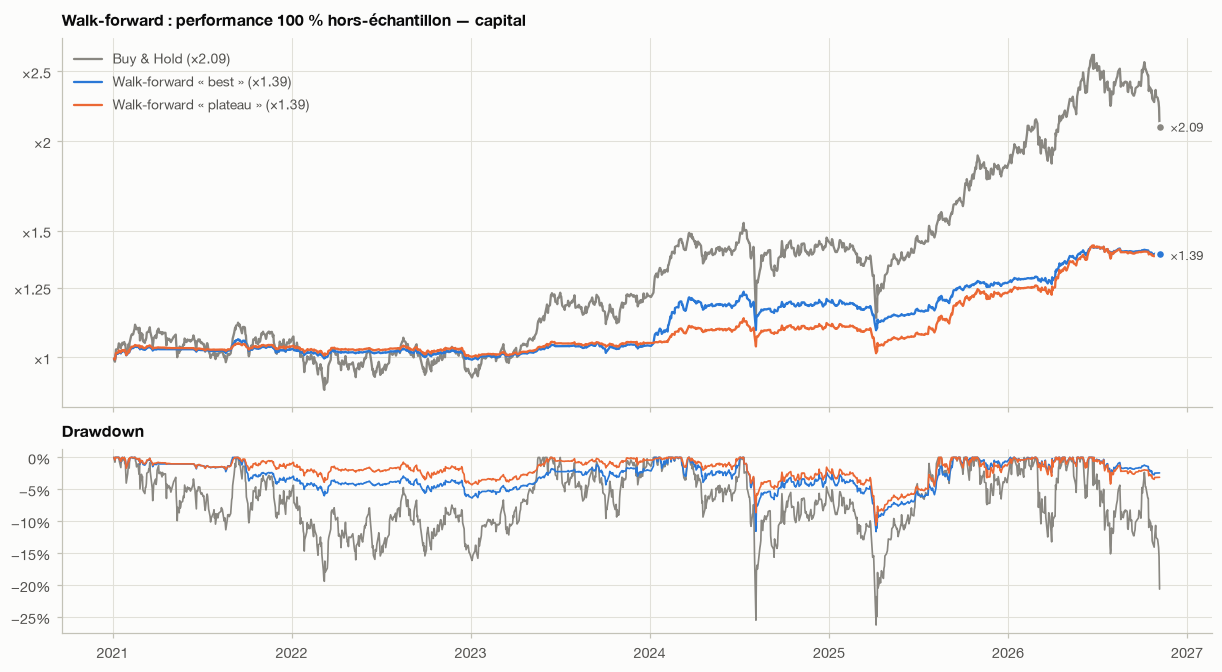 Walk-forward : performance 100 % hors-échantillon — capital
Buy & Hold (×2.09)
Walk-forward « best » (×1.39)
Walk-forward « plateau » (×1.39)
×2.5
×2
×1.5
×1.25
×1
×2.09
×1.39
Drawdown
0%
−5%
−10%
−15%
−20%
−25%
2021 2022 2023 2024 2025 2026 2027